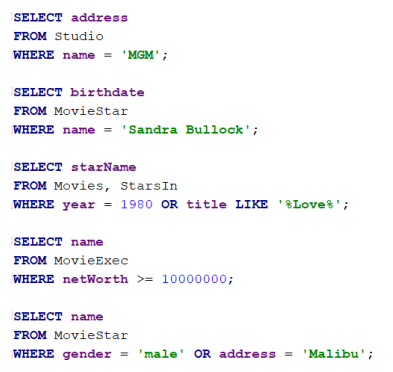 SELECT address
FROM Studio
WHERE name = 'MGM';
SELECT birthdate
FROM MovieStar
WHERE name = 'Sandra Bullock';
SELECT starName
FROM Movies, StarsIn
WHERE year = 1980 OR title LIKE '%Love%';
SELECT name
FROM MovieExec
WHERE netWorth >= 10000000;
SELECT name
FROM MovieStar
WHERE gender = 'male' OR address = 'Malibu';